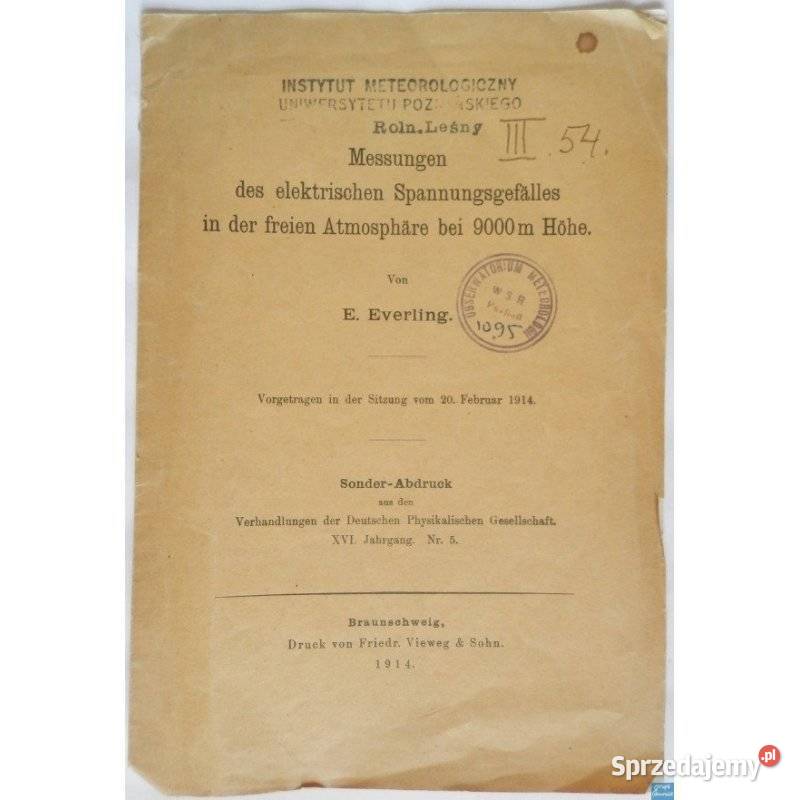 INSTYTUT METEOROLOGICZNY
UNIWERSYTETU POZNAŃSKIEGO
Roln.Leśny
III 54.
Messungen
des elektrischen Spannungsgefälles
in der freien Atmosphäre bei 9000 m Höhe.
Von
E. Everling.
OBSERWATORIUM METEOROLOGII
W S R
1095
Vorgetragen in der Sitzung vom 20. Februar 1914.
Sonder-Abdruck
aus den
Verhandlungen der Deutschen Physikalischen Gesellschaft.
XVI. Jahrgang. Nr. 5.
Braunschweig,
Druck von Friedr. Vieweg & Sohn.
1914.
Sprzedajemy.pl